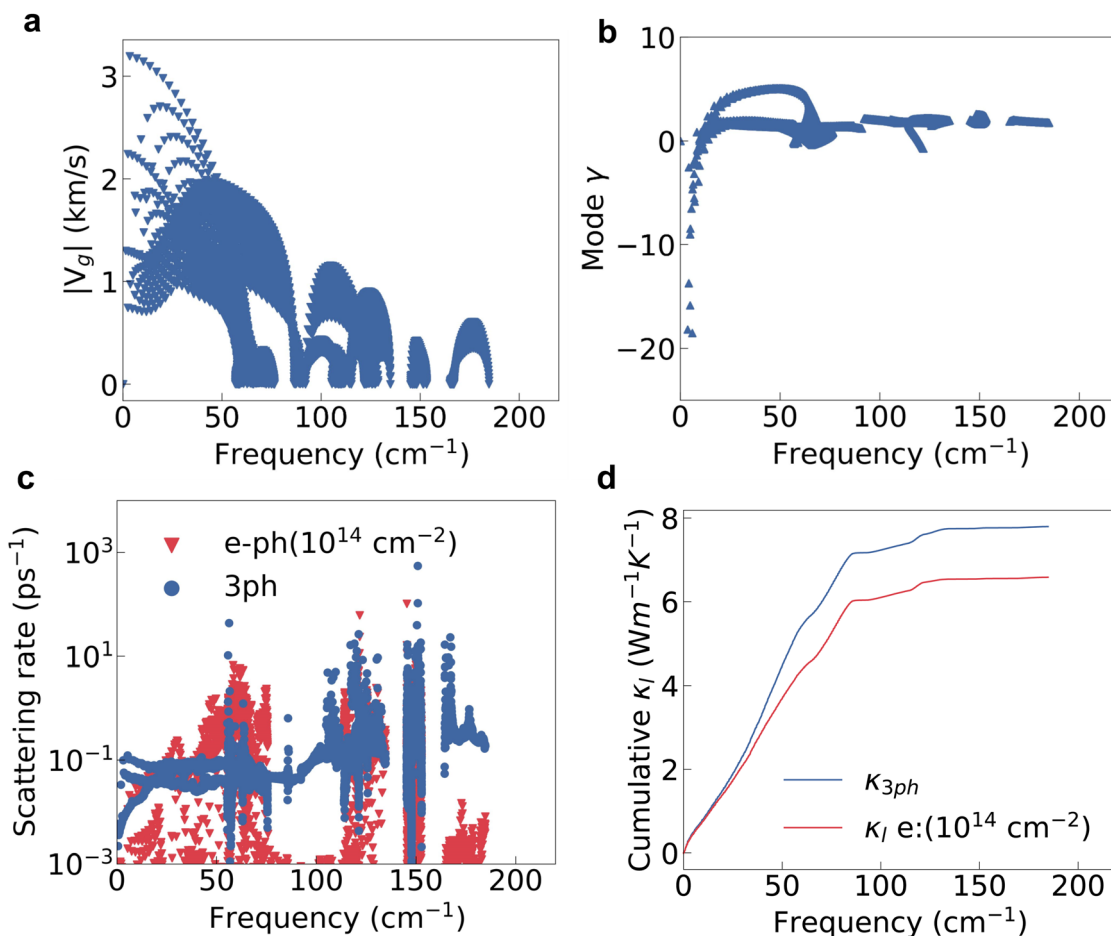 a
3
2
1
0
|V_g| (km/s)
0 50 100 150 200
Frequency (cm⁻¹)
b
10
0
−10
−20
Mode γ
0 50 100 150 200
Frequency (cm⁻¹)
c
e-ph(10¹⁴ cm⁻²)
3ph
10³
10¹
10⁻¹
10⁻³
Scattering rate (ps⁻¹)
0 50 100 150 200
Frequency (cm⁻¹)
d
8
6
4
2
0
Cumulative κ_l (Wm⁻¹K⁻¹)
κ_3ph
κ_l e:(10¹⁴ cm⁻²)
0 50 100 150 200
Frequency (cm⁻¹)